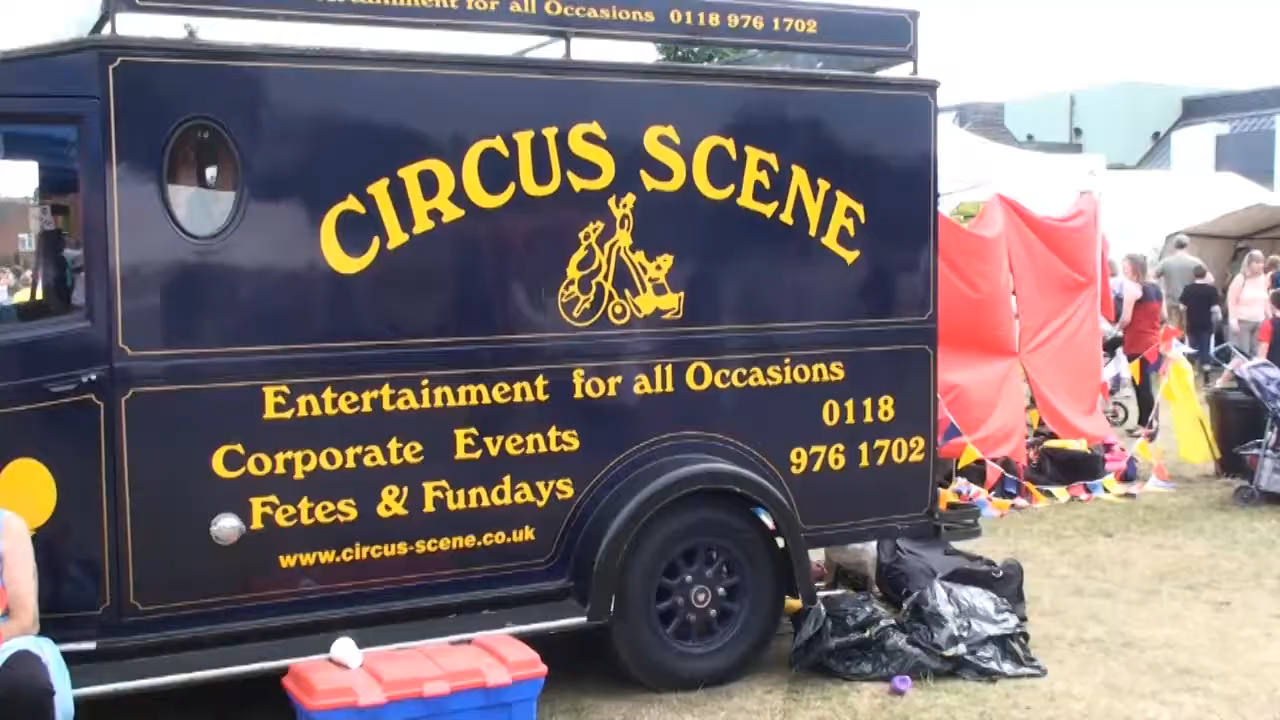 for all Occasions 0118 976 1702
CIRCUS SCENE
Entertainment for all Occasions
Corporate Events
Fetes & Fundays
www.circus-scene.co.uk
0118
976 1702